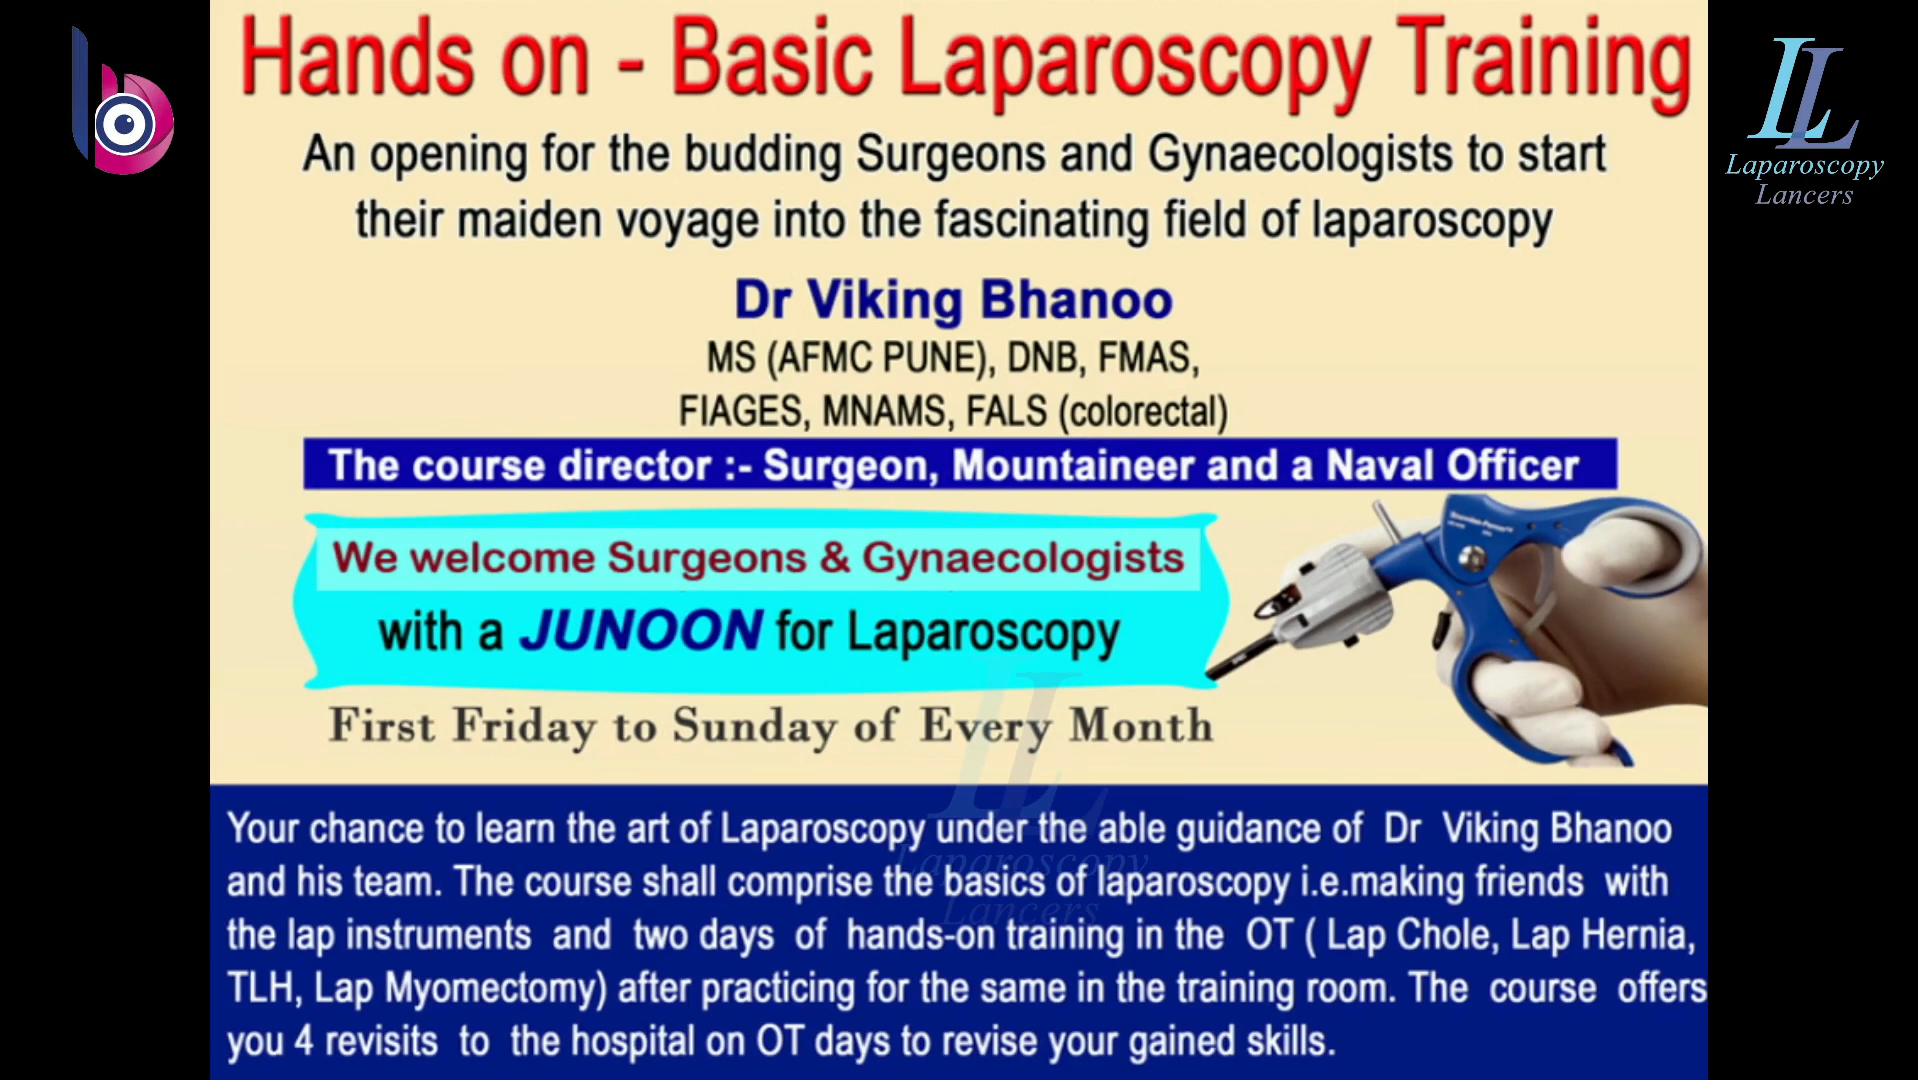 Hands on - Basic Laparoscopy Training
Laparoscopy
Lancers
An opening for the budding Surgeons and Gynaecologists to start
their maiden voyage into the fascinating field of laparoscopy
Dr Viking Bhanoo
MS (AFMC PUNE), DNB, FMAS,
FIAGES, MNAMS, FALS (colorectal)
The course director :- Surgeon, Mountaineer and a Naval Officer
We welcome Surgeons & Gynaecologists
with a JUNOON for Laparoscopy
First Friday to Sunday of Every Month
Your chance to learn the art of Laparoscopy under the able guidance of Dr Viking Bhanoo
and his team. The course shall comprise the basics of laparoscopy i.e.making friends with
the lap instruments and two days of hands-on training in the OT ( Lap Chole, Lap Hernia,
TLH, Lap Myomectomy) after practicing for the same in the training room. The course offers
you 4 revisits to the hospital on OT days to revise your gained skills.
Laparoscopy
Lancers